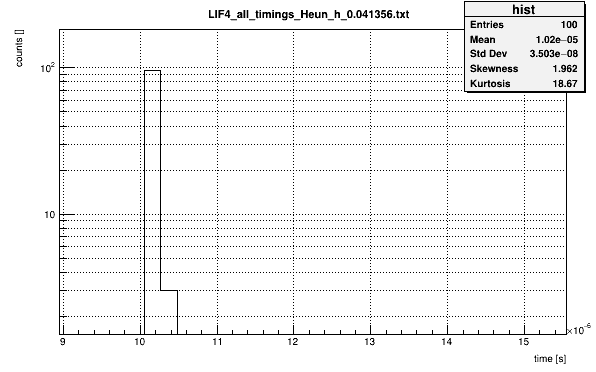 LIF4_all_timings_Heun_h_0.041356.txt
hist
Entries 100
Mean 1.02e−05
Std Dev 3.503e−08
Skewness 1.962
Kurtosis 18.67
counts []
10²
10
9 10 11 12 13 14 15
×10⁻⁶
time [s]